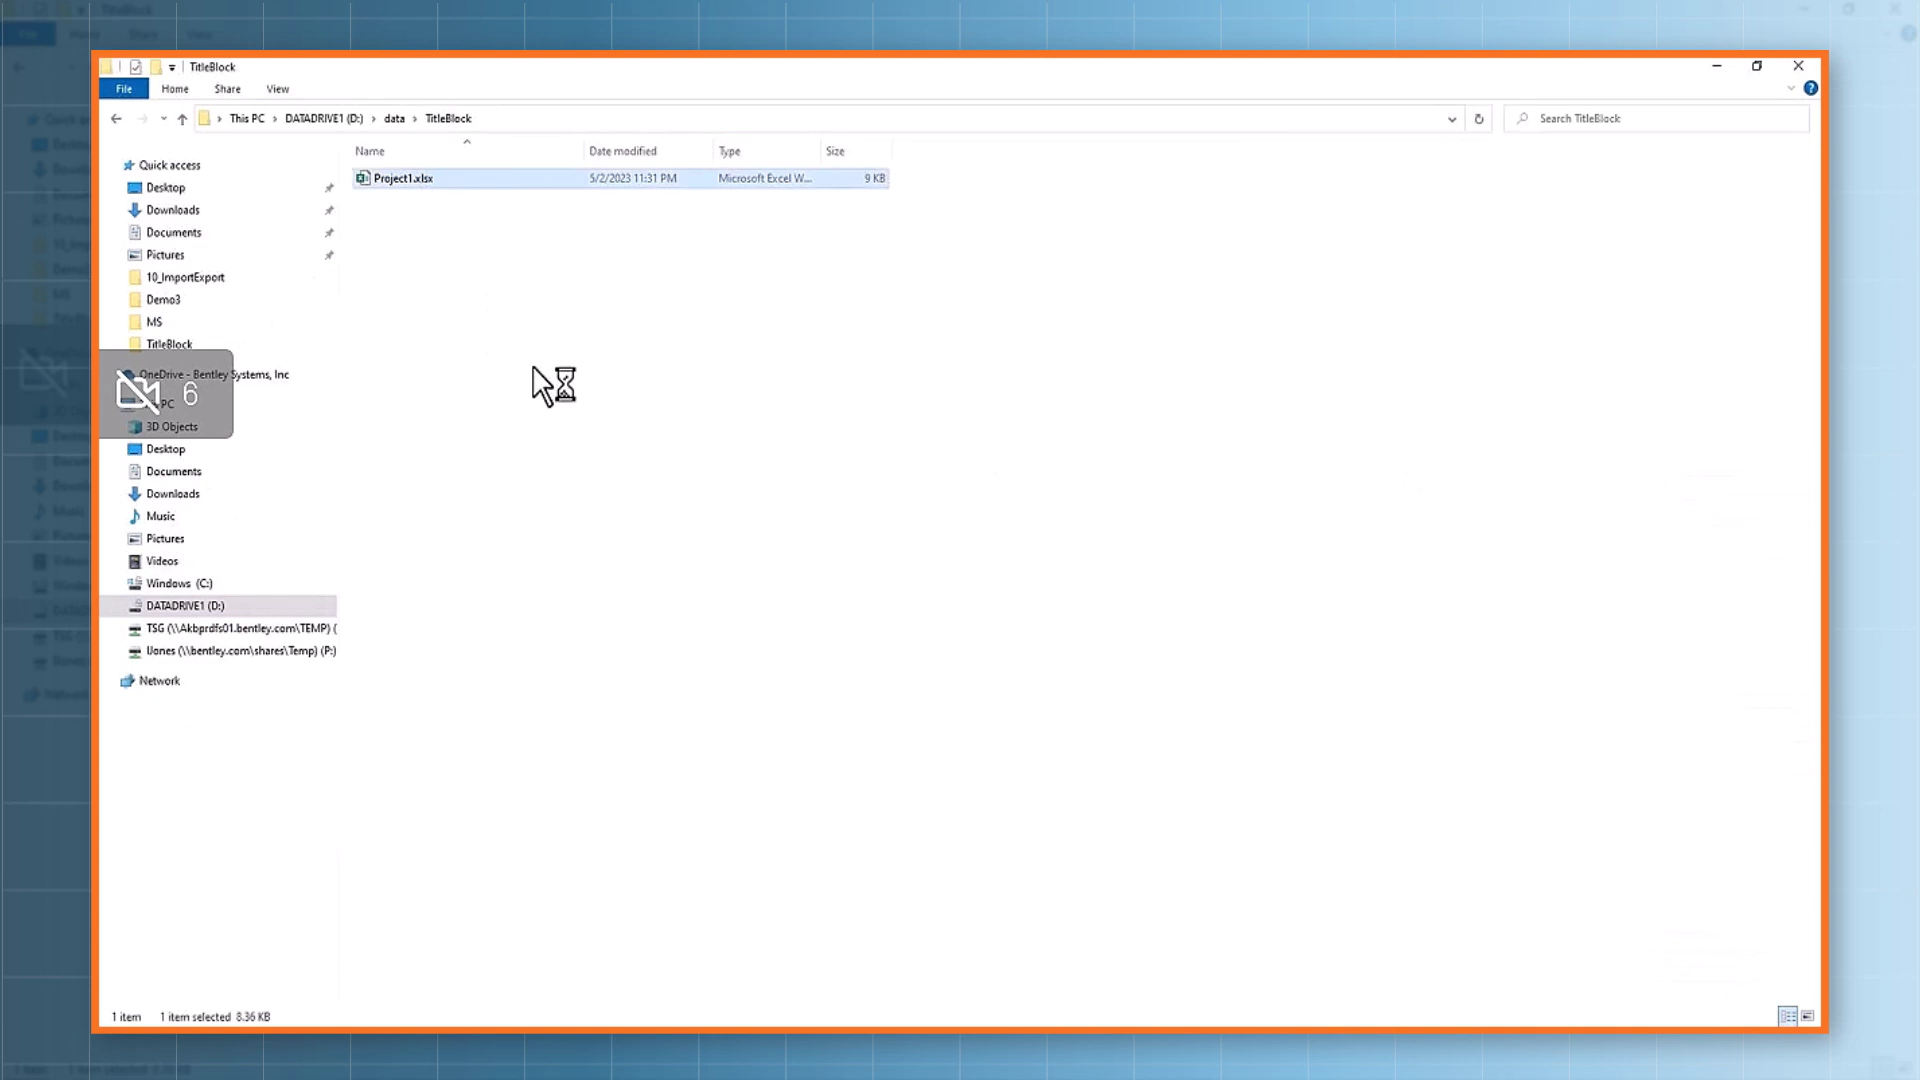 TitleBlock
File Home Share View
This PC > DATADRIVE1 (D:) > data > TitleBlock
Search TitleBlock
Name Date modified Type Size
Project1.xlsx 5/2/2023 11:31 PM Microsoft Excel W... 9 KB
Quick access
Desktop
Downloads
Documents
Pictures
10_ImportExport
Demo3
MS
TitleBlock
OneDrive - Bentley Systems, Inc
6
PC
3D Objects
Desktop
Documents
Downloads
Music
Pictures
Videos
Windows (C:)
DATADRIVE1 (D:)
TSG (\\Akbprdfs01.bentley.com\TEMP) (
(\\bentley.com\shares\Temp) (P:)
Network
1 item 1 item selected 8.36 KB